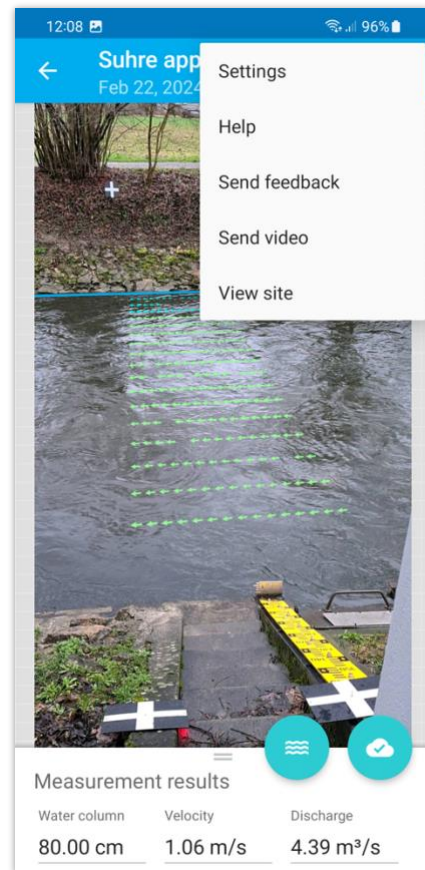 12:08
96%
Suhre app
Feb 22, 2024
Settings
Help
Send feedback
Send video
View site
Measurement results
Water column
Velocity
Discharge
80.00 cm
1.06 m/s
4.39 m³/s